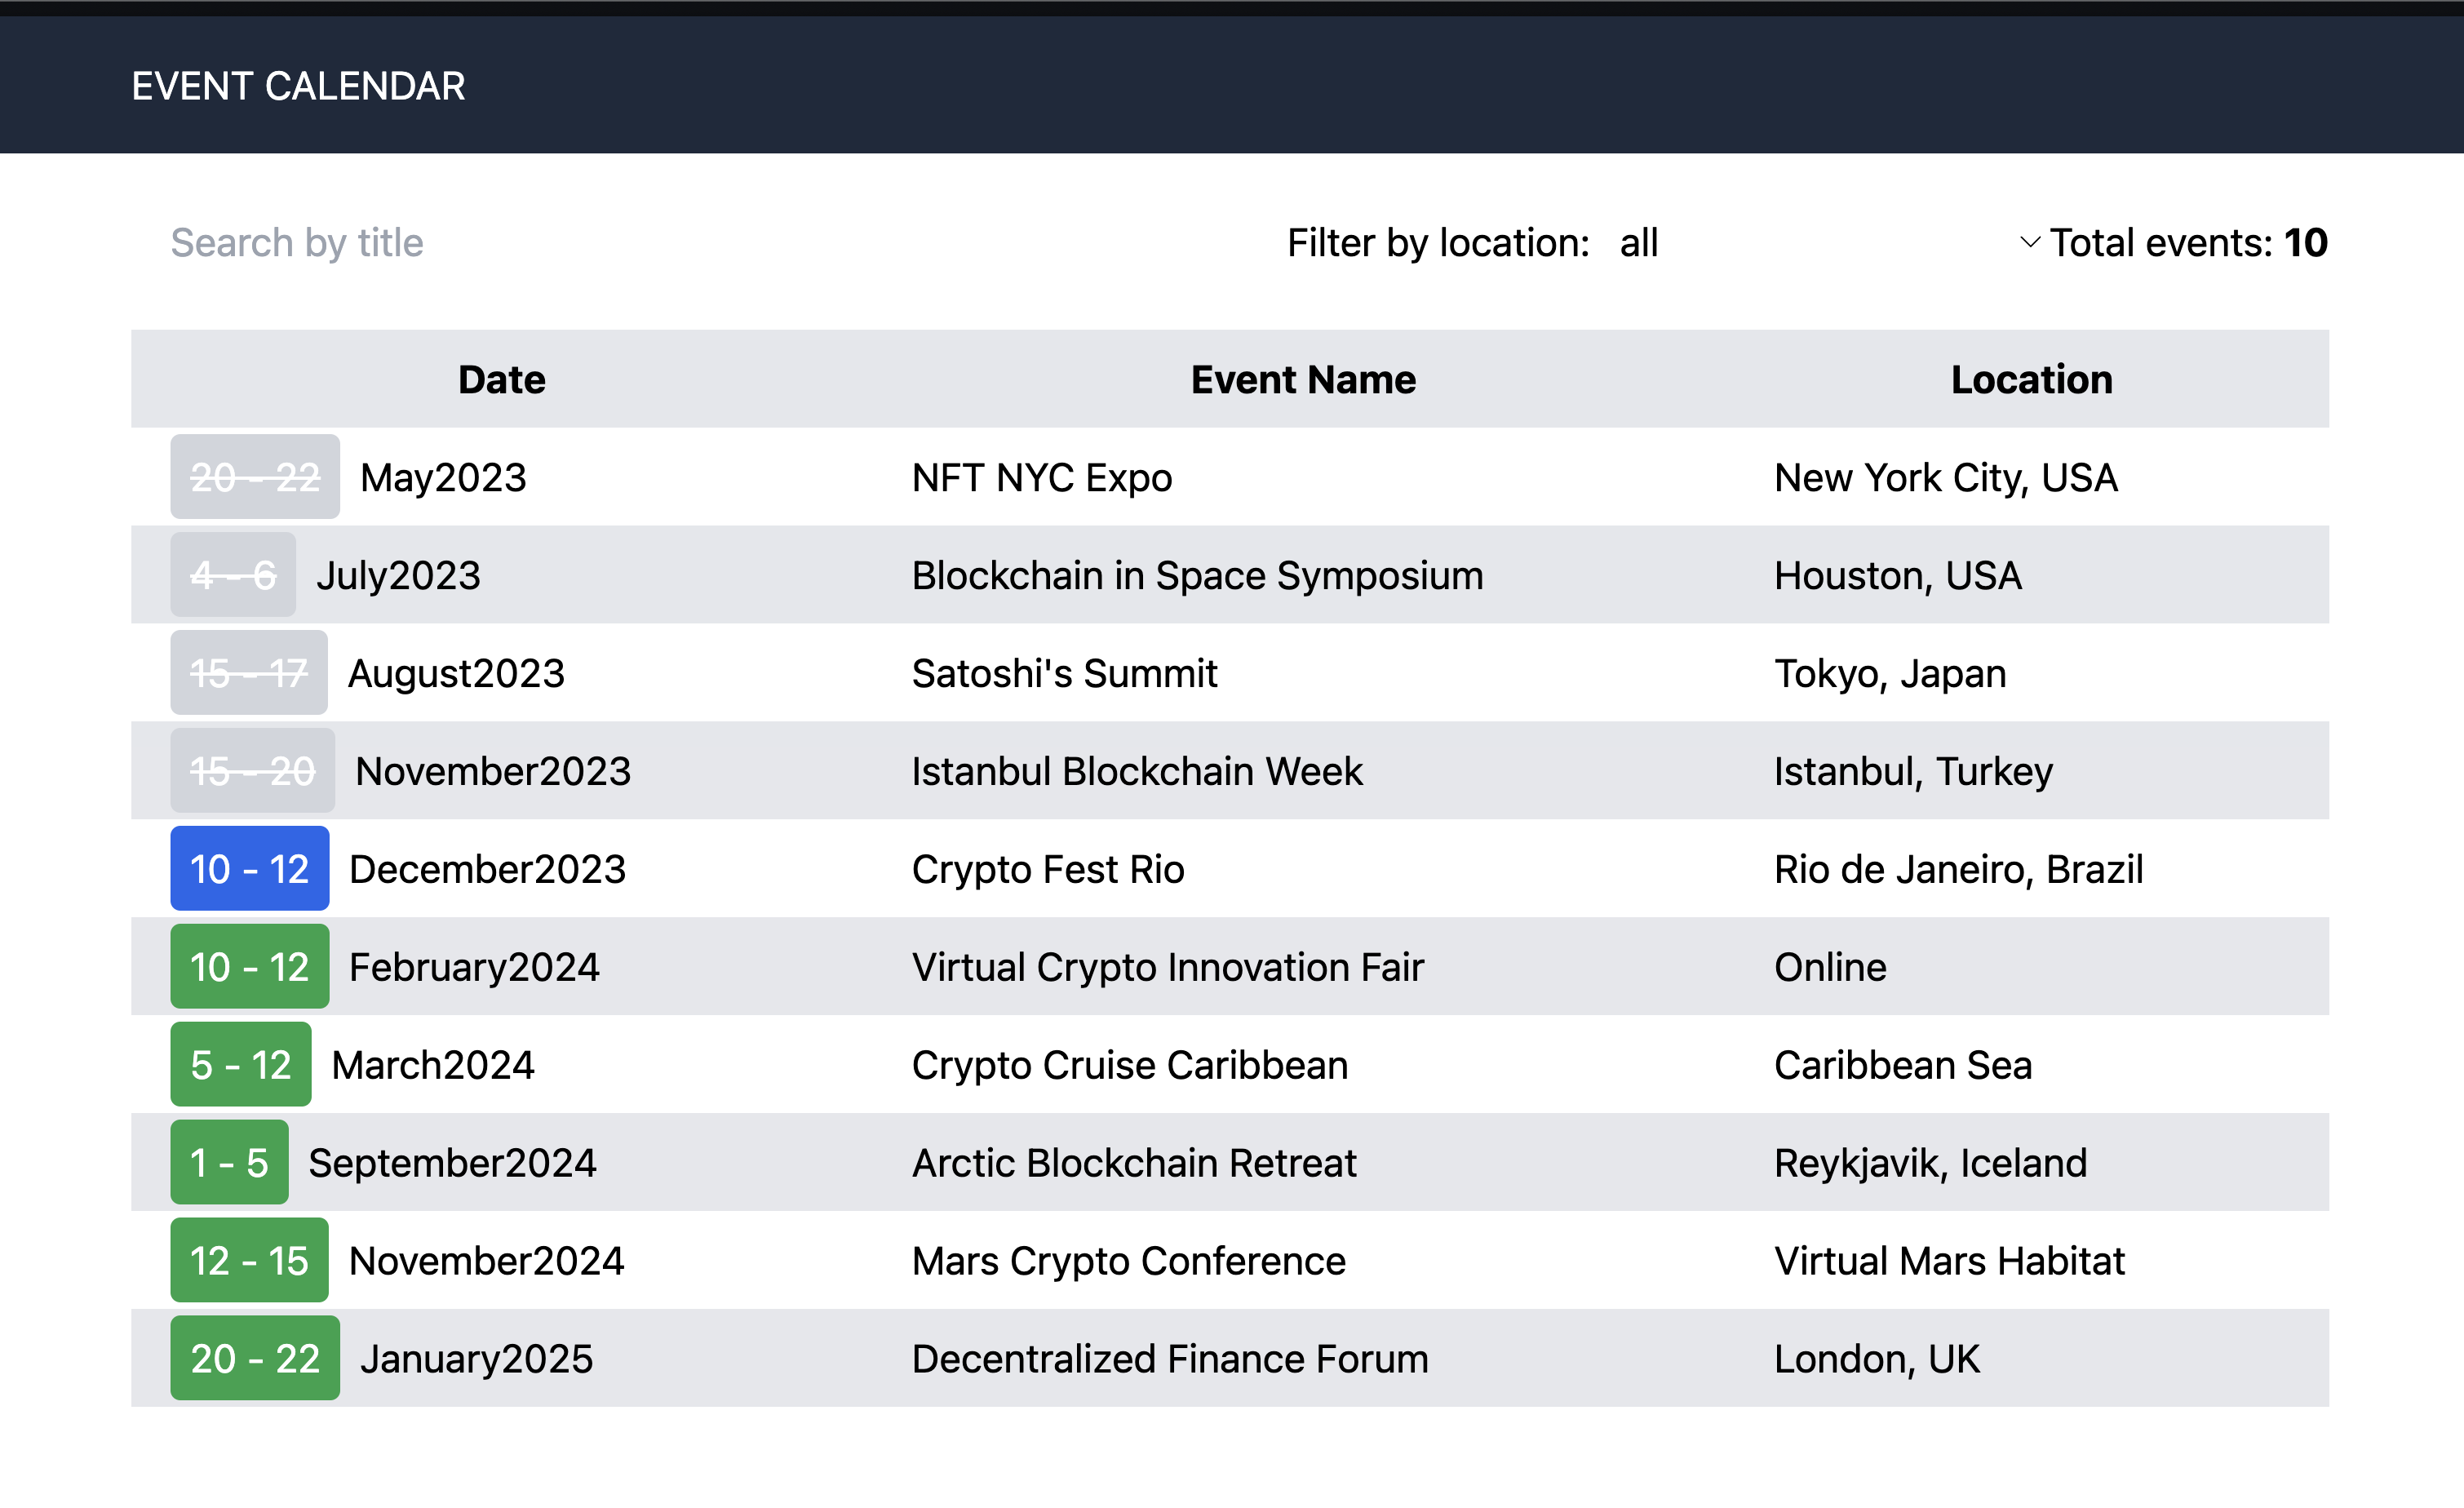 EVENT CALENDAR
Search by title Filter by location: all Total events: 10
Date Event Name Location
20 - 22 May2023 NFT NYC Expo New York City, USA
4 - 6 July2023 Blockchain in Space Symposium Houston, USA
15 - 17 August2023 Satoshi's Summit Tokyo, Japan
15 - 20 November2023 Istanbul Blockchain Week Istanbul, Turkey
10 - 12 December2023 Crypto Fest Rio Rio de Janeiro, Brazil
10 - 12 February2024 Virtual Crypto Innovation Fair Online
5 - 12 March2024 Crypto Cruise Caribbean Caribbean Sea
1 - 5 September2024 Arctic Blockchain Retreat Reykjavik, Iceland
12 - 15 November2024 Mars Crypto Conference Virtual Mars Habitat
20 - 22 January2025 Decentralized Finance Forum London, UK